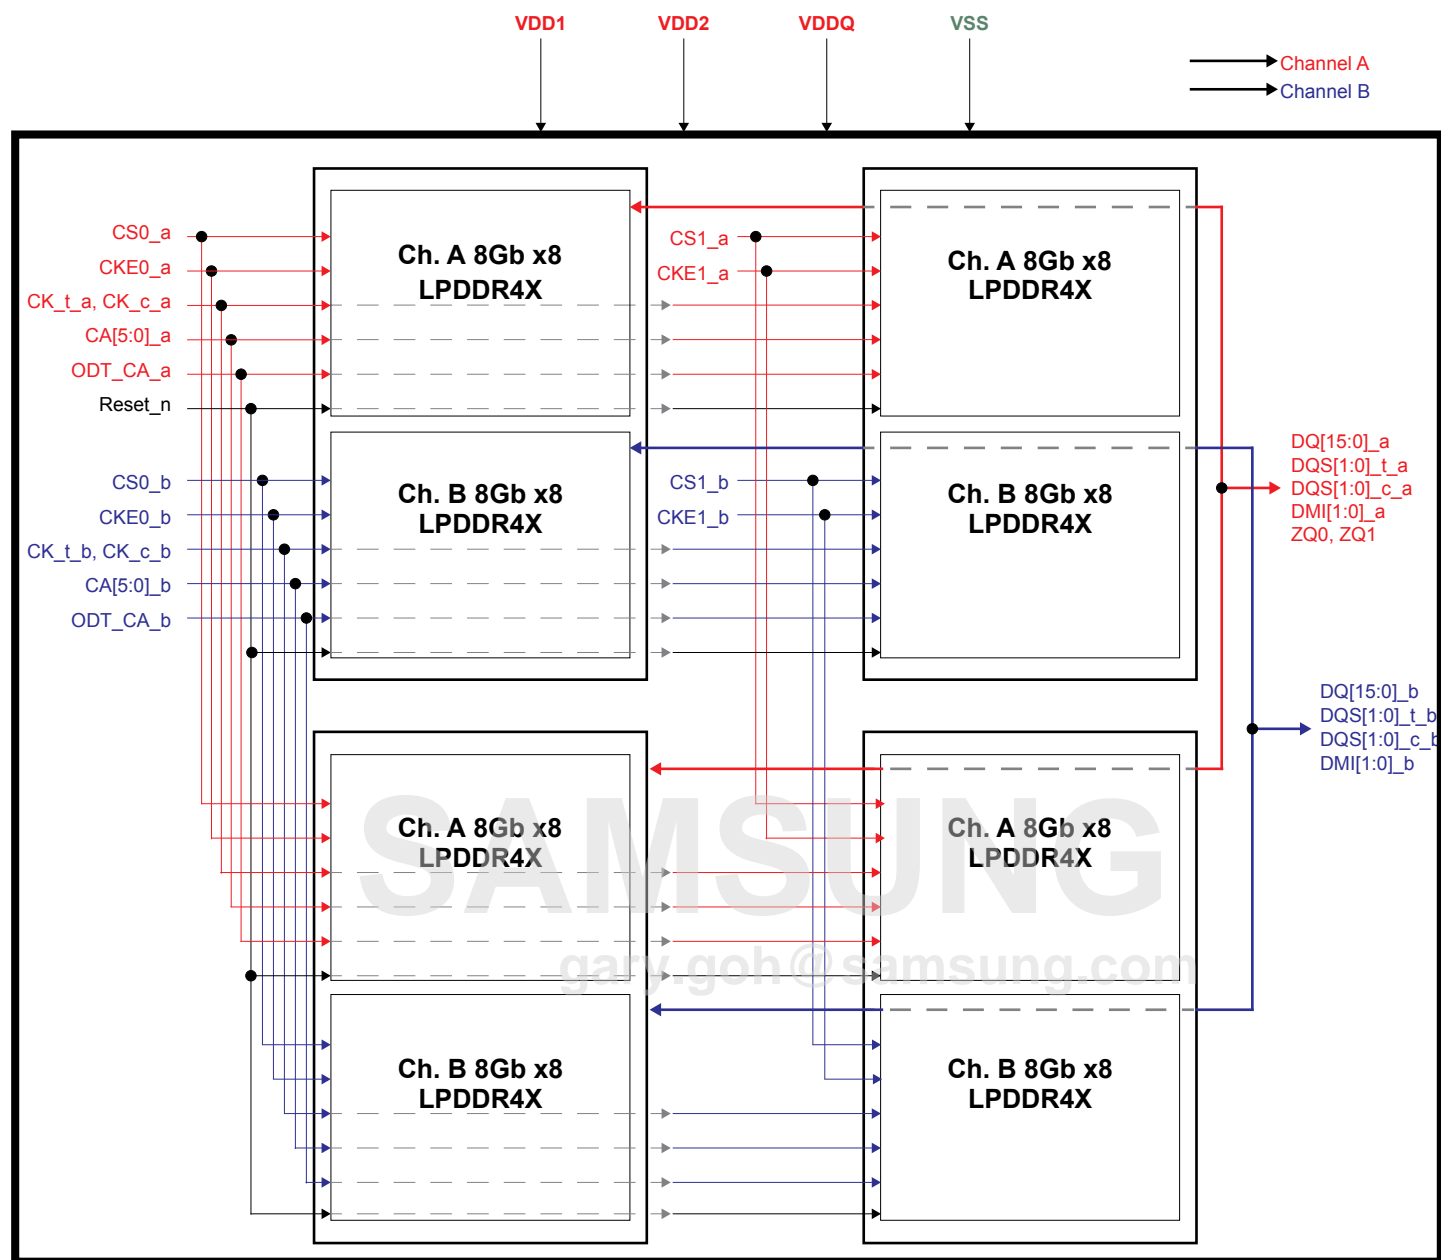 VDD1
VDD2
VDDQ
VSS
Channel A
Channel B
CS0_a
CKE0_a
CK_t_a, CK_c_a
CA[5:0]_a
ODT_CA_a
Reset_n
Ch. A 8Gb x8
LPDDR4X
CS1_a
CKE1_a
Ch. A 8Gb x8
LPDDR4X
CS0_b
CKE0_b
CK_t_b, CK_c_b
CA[5:0]_b
ODT_CA_b
Ch. B 8Gb x8
LPDDR4X
CS1_b
CKE1_b
Ch. B 8Gb x8
LPDDR4X
DQ[15:0]_a
DQS[1:0]_t_a
DQS[1:0]_c_a
DMI[1:0]_a
ZQ0, ZQ1
DQ[15:0]_b
DQS[1:0]_t_b
DQS[1:0]_c_b
DMI[1:0]_b
Ch. A 8Gb x8
LPDDR4X
Ch. A 8Gb x8
LPDDR4X
SAMSUNG
gary.goh@samsung.com
Ch. B 8Gb x8
LPDDR4X
Ch. B 8Gb x8
LPDDR4X